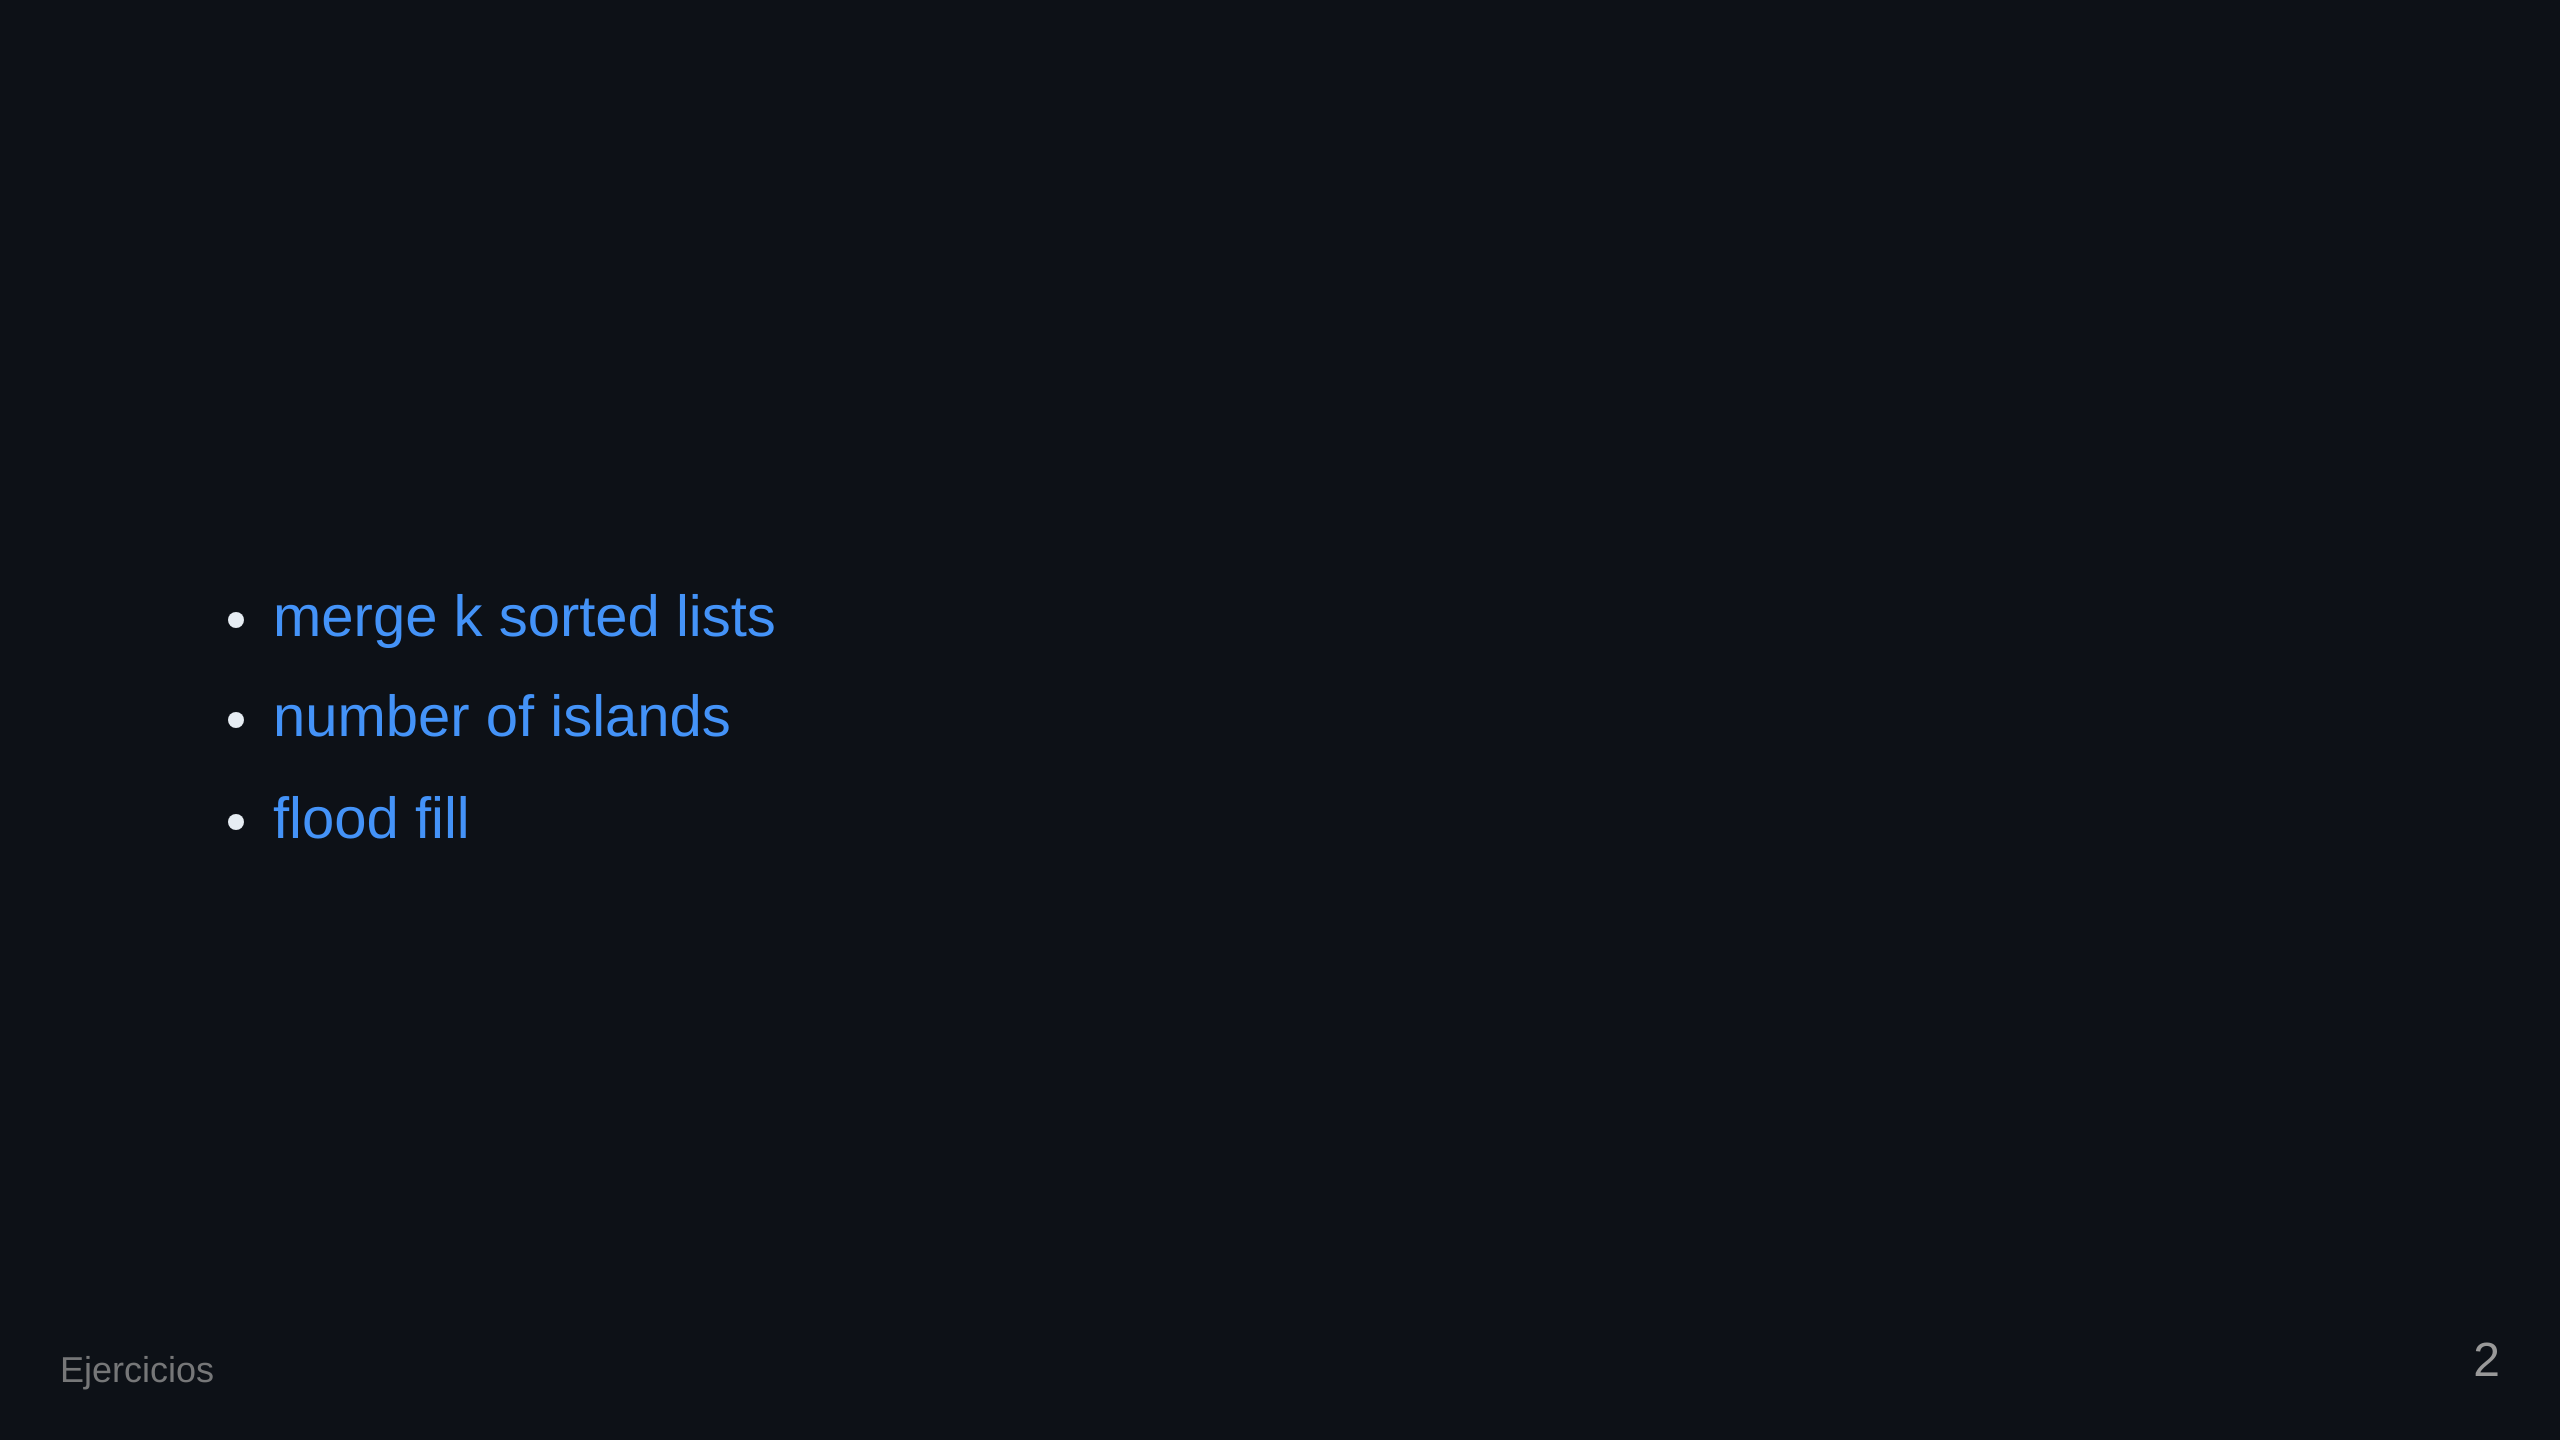 merge k sorted lists
number of islands
flood fill
Ejercicios
2